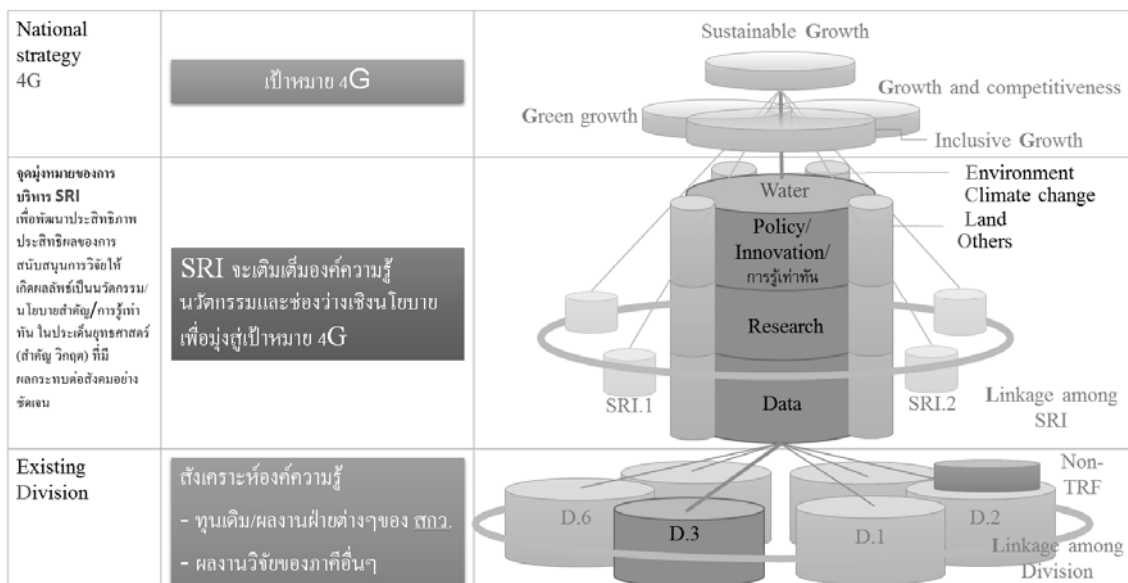 National
strategy
4G
เป้าหมาย 4G
Sustainable Growth
Growth and competitiveness
Green growth
Inclusive Growth
จุดมุ่งหมายของการ
บริหาร SRI
เพื่อพัฒนาประสิทธิภาพ
ประสิทธิผลของการ
สนับสนุนการวิจัยให้
เกิดผลลัพธ์เป็นนวัตกรรม/
นโยบายสำคัญ/การรู้เท่า
ทัน ในประเด็นยุทธศาสตร์
(สำคัญ วิกฤต) ที่มี
ผลกระทบต่อสังคมอย่าง
ชัดเจน
SRI จะเติมเต็มองค์ความรู้
นวัตกรรมและช่องว่างเชิงนโยบาย
เพื่อมุ่งสู่เป้าหมาย 4G
Water
Environment
Climate change
Land
Others
Policy/
Innovation/
การรู้เท่าทัน
Research
Data
SRI.1
SRI.2
Linkage among
SRI
Existing
Division
สังเคราะห์องค์ความรู้
- ทุนเดิม/ผลงานฝ่ายต่างๆของ สกว.
- ผลงานวิจัยของภาคีอื่นๆ
D.6
D.3
D.1
D.2
Non-
TRF
Linkage among
Division